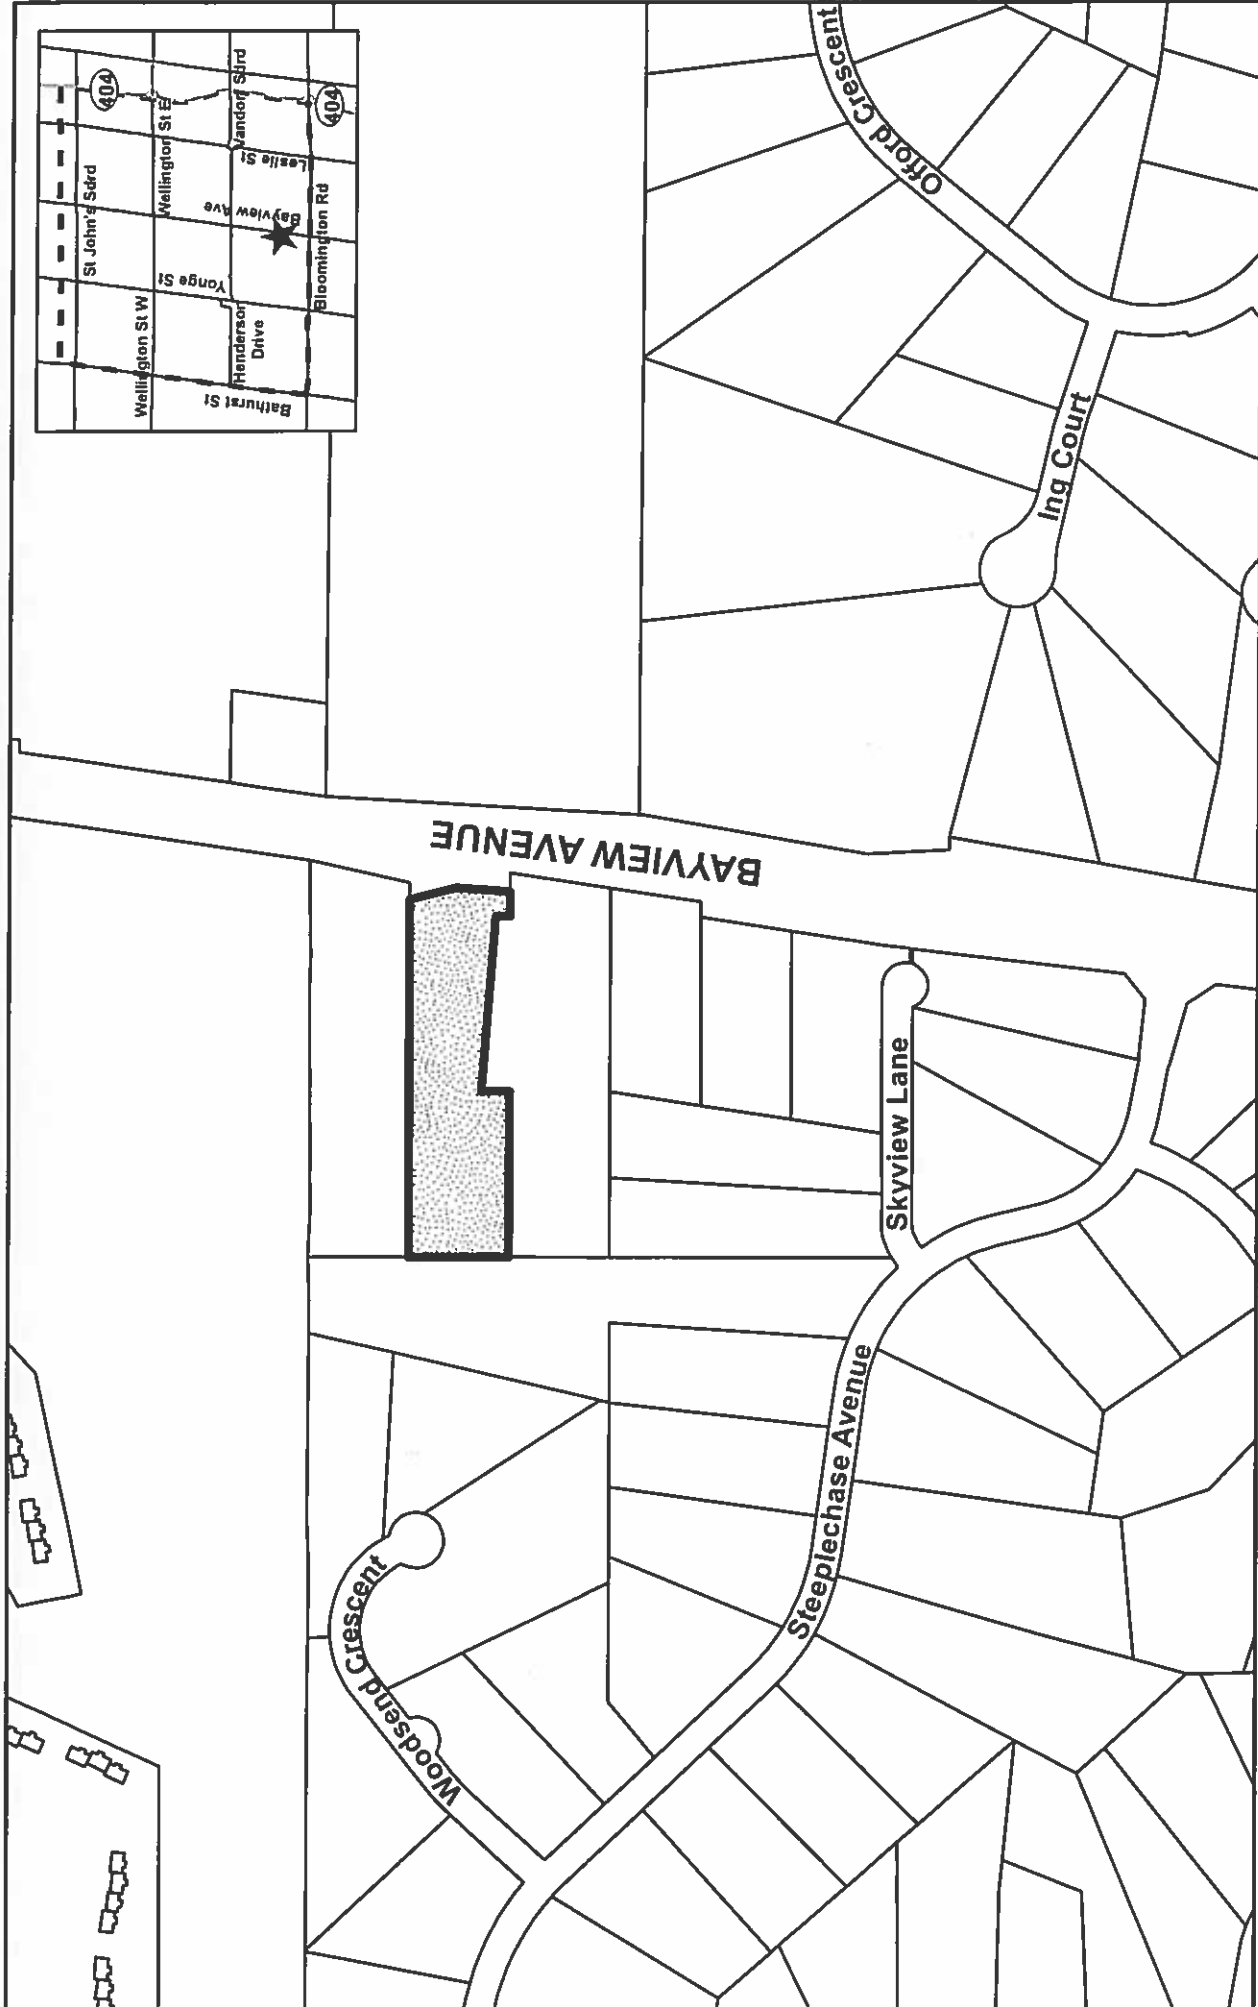 St John's Sdrd
Wellington St W
Wellington St E
Henderson
Drive
Vandorf Sdrd
Bloomington Rd
Bathurst St
Yonge St
Bayview Ave
Leslie St
404
404
BAYVIEW AVENUE
Offord Crescent
Ing Court
Skyview Lane
Steeplechase Avenue
Woodsend Crescent